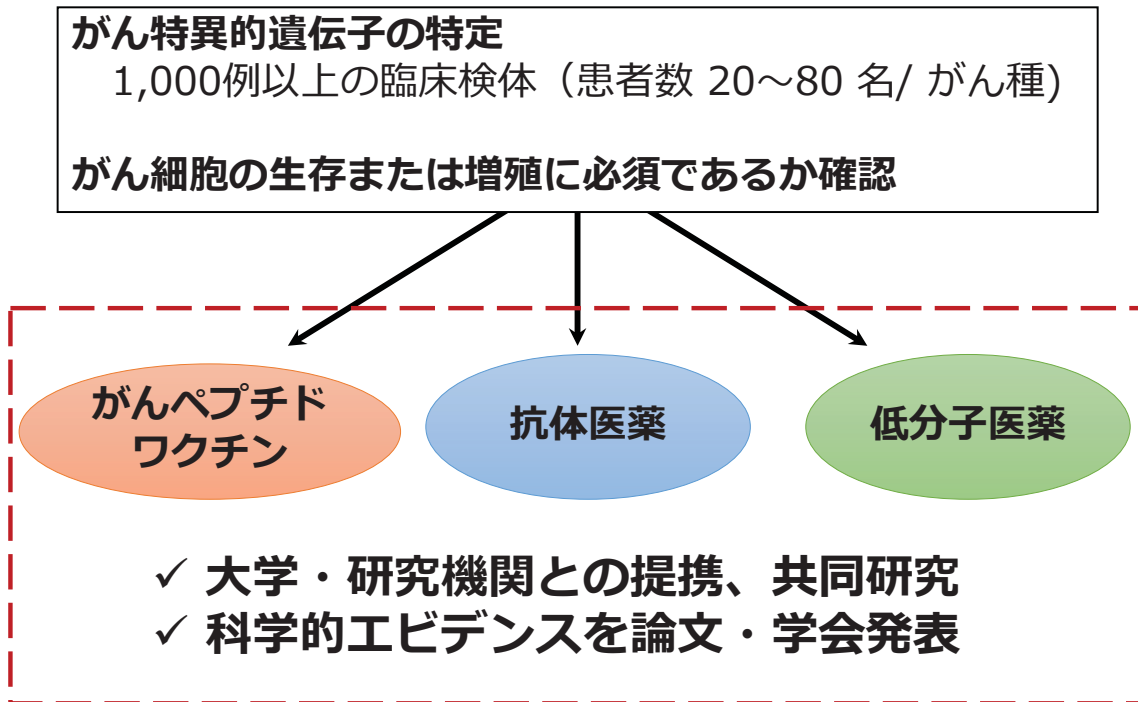 がん特異的遺伝子の特定
1,000例以上の臨床検体（患者数 20～80 名/ がん種)
がん細胞の生存または増殖に必須であるか確認
がんペプチド
ワクチン
抗体医薬
低分子医薬
✓ 大学・研究機関との提携、共同研究
✓ 科学的エビデンスを論文・学会発表